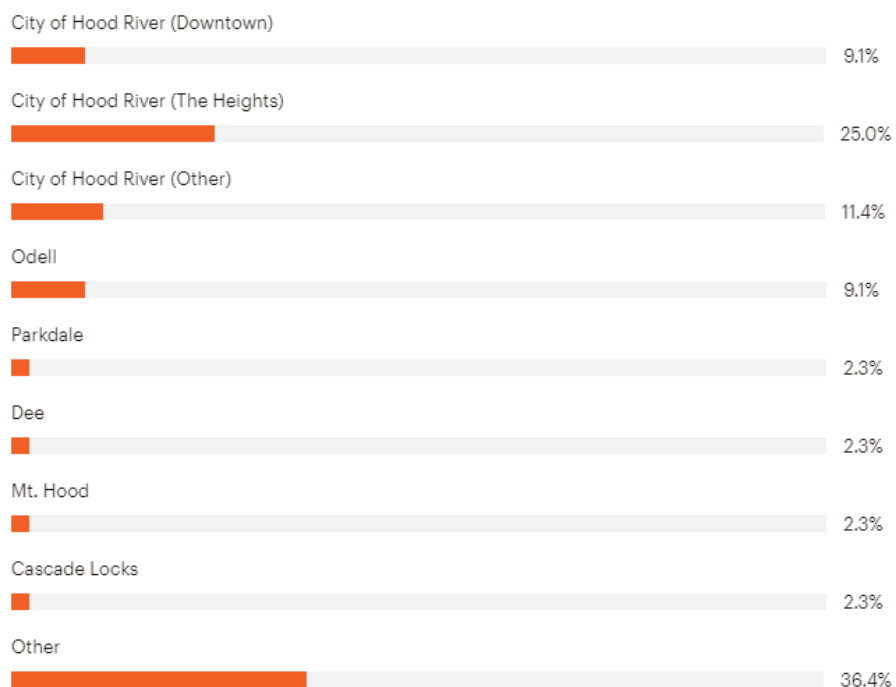 City of Hood River (Downtown)
9.1%
City of Hood River (The Heights)
25.0%
City of Hood River (Other)
11.4%
Odell
9.1%
Parkdale
2.3%
Dee
2.3%
Mt. Hood
2.3%
Cascade Locks
2.3%
Other
36.4%